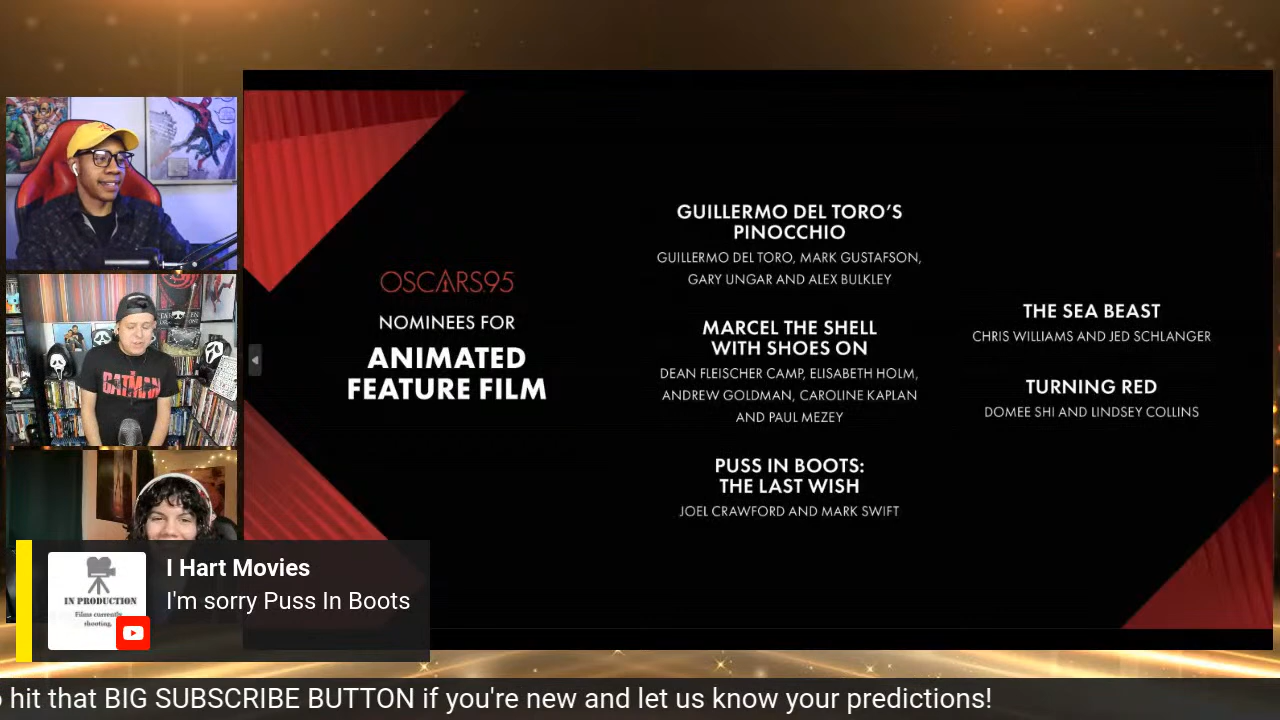 OSCARS95
NOMINEES FOR
ANIMATED
FEATURE FILM
GUILLERMO DEL TORO'S
PINOCCHIO
GUILLERMO DEL TORO, MARK GUSTAFSON,
GARY UNGAR AND ALEX BULKLEY
MARCEL THE SHELL
WITH SHOES ON
DEAN FLEISCHER CAMP, ELISABETH HOLM,
ANDREW GOLDMAN, CAROLINE KAPLAN
AND PAUL MEZEY
PUSS IN BOOTS:
THE LAST WISH
JOEL CRAWFORD AND MARK SWIFT
THE SEA BEAST
CHRIS WILLIAMS AND JED SCHLANGER
TURNING RED
DOMEE SHI AND LINDSEY COLLINS
BATMAN
IN PRODUCTION
Films currently
shooting.
I Hart Movies
I'm sorry Puss In Boots
hit that BIG SUBSCRIBE BUTTON if you're new and let us know your predictions!